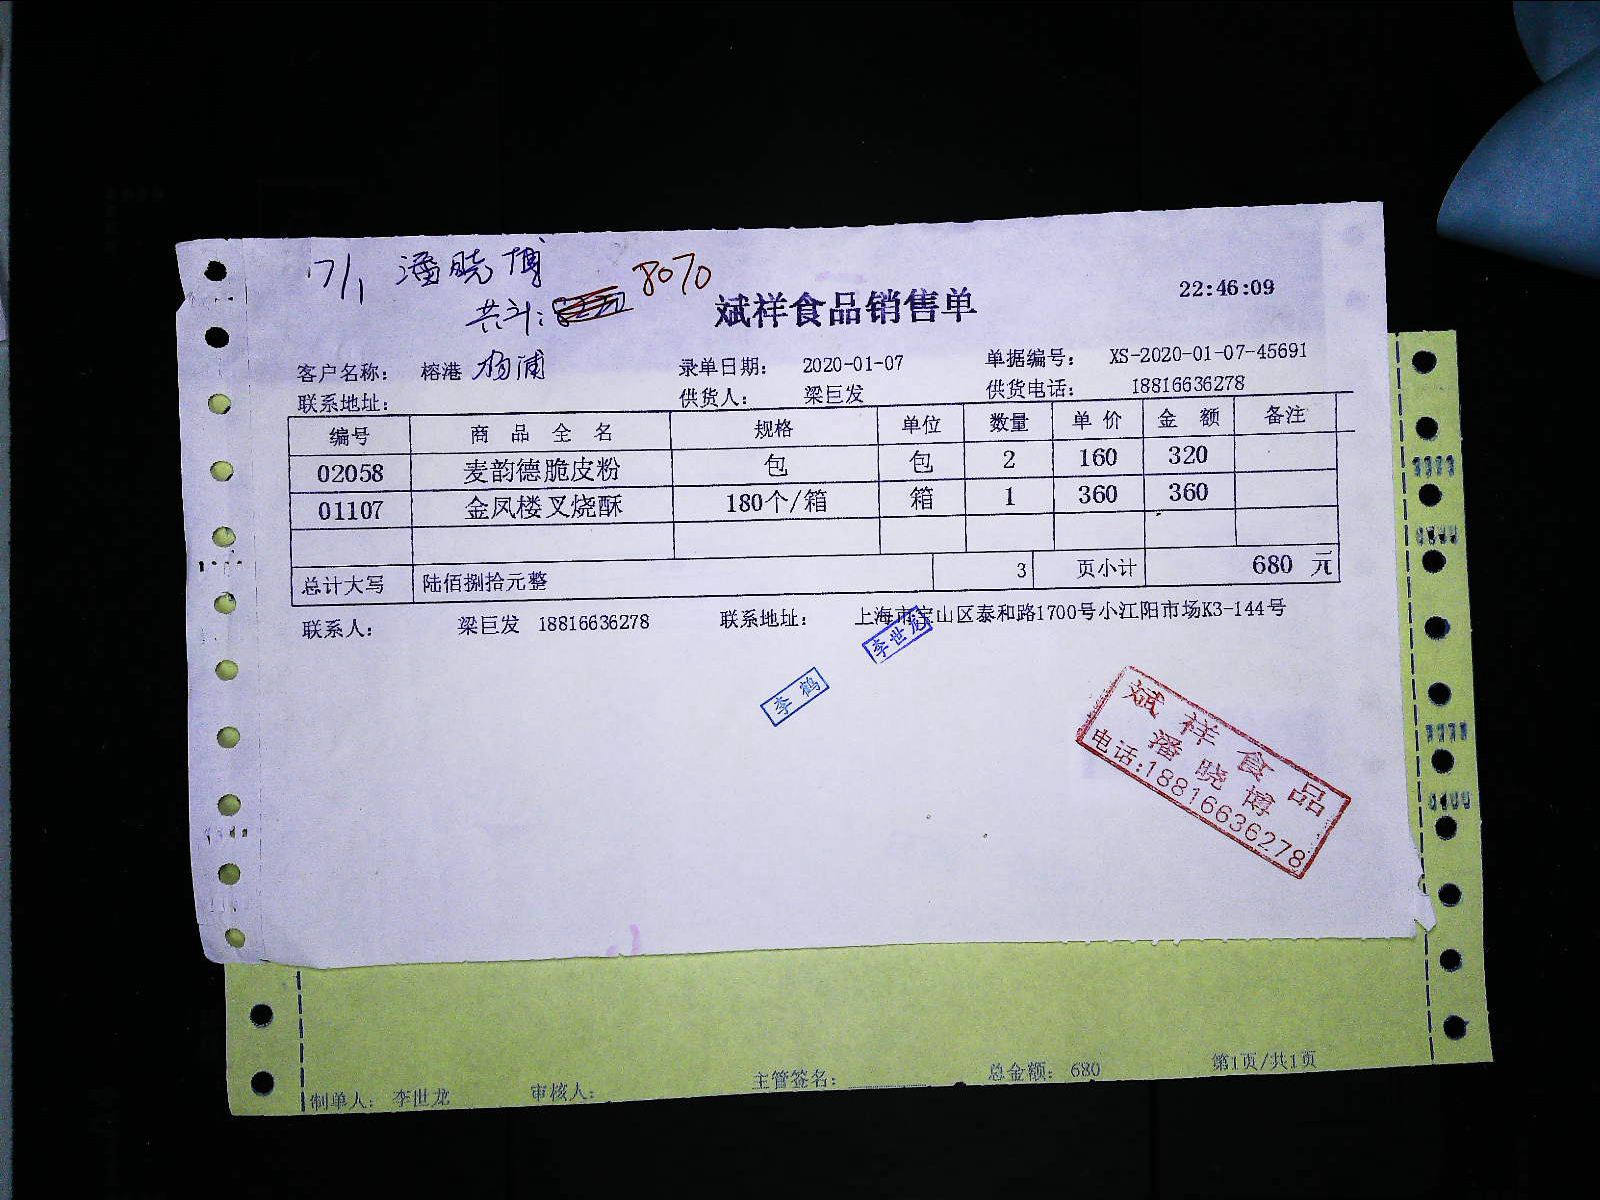 7/1 潘晓博
共计: 8070
斌祥食品销售单
22:46:09
客户名称: 榕港 杨浦 录单日期: 2020-01-07 单据编号: XS-2020-01-07-45691
联系地址: 供货人: 梁巨发 供货电话: 18816636278
编号 商品全名 规格 单位 数量 单价 金额 备注
02058 麦韵德脆皮粉 包 包 2 160 320
01107 金凤楼叉烧酥 180个/箱 箱 1 360 360
总计大写 陆佰捌拾元整 3 页小计 680 元
联系人: 梁巨发 18816636278 联系地址: 上海市宝山区泰和路1700号小江阳市场K3-144号
李世龙
李鹤
斌祥食品
潘晓博
电话:18816636278
制单人: 李世龙 审核人: 主管签名: 总金额: 680 第1页/共1页